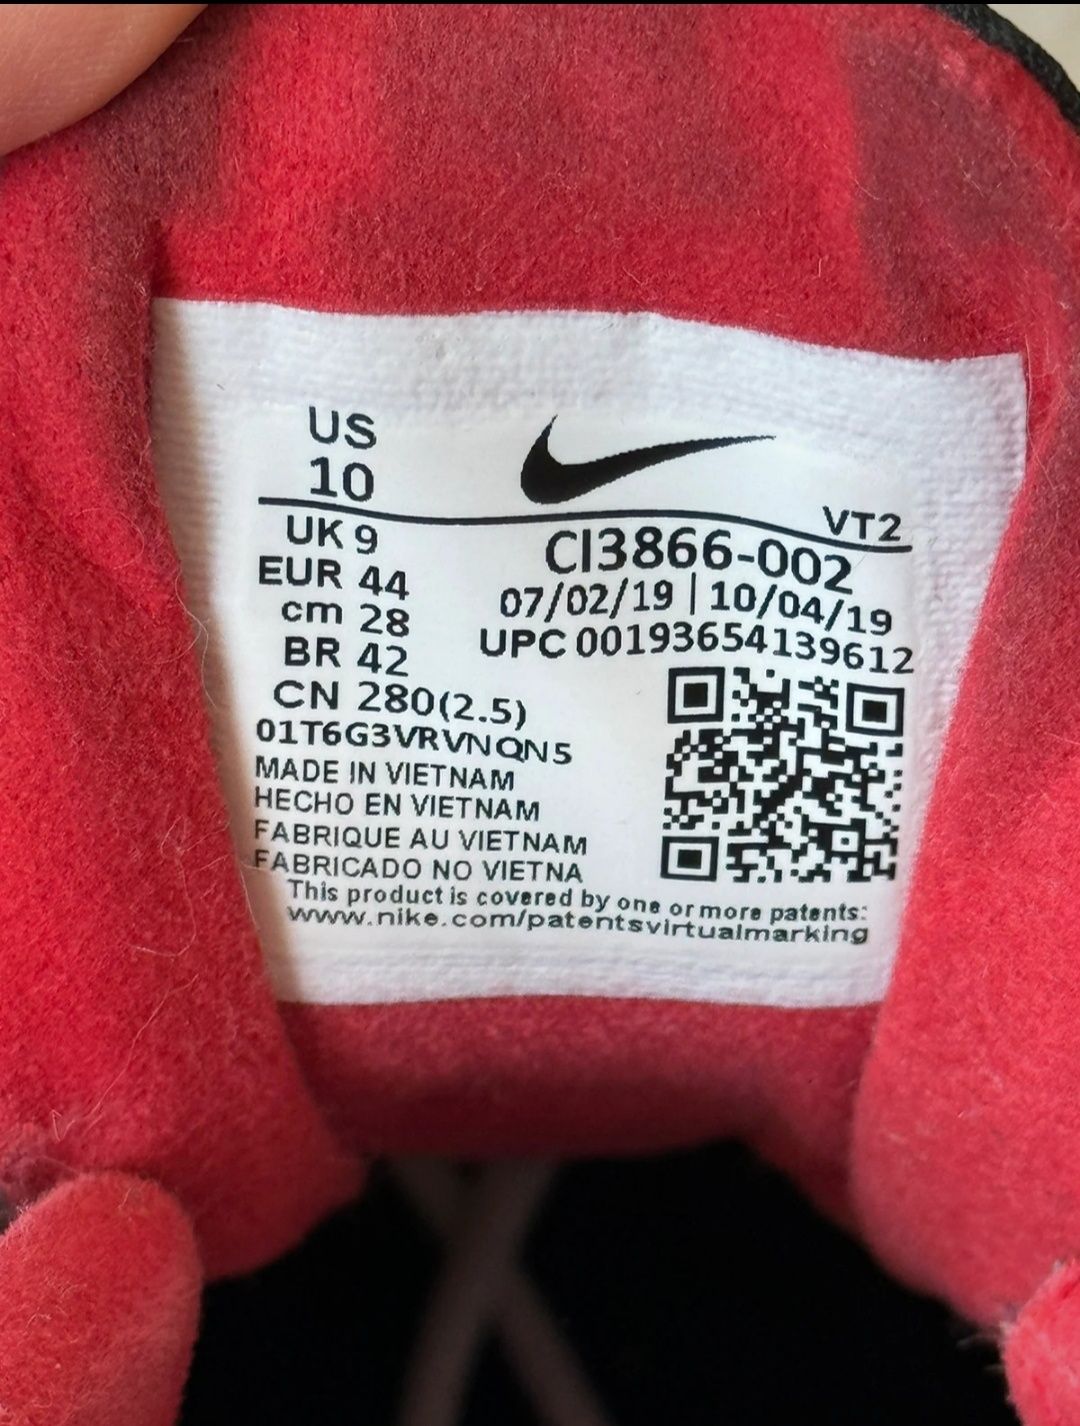 US
10
VT2
UK 9
EUR 44
cm 28
BR 42
CN 280(2.5)
CI3866-002
07/02/19 | 10/04/19
UPC 00193654139612
01T6G3VRVNQN5
MADE IN VIETNAM
HECHO EN VIETNAM
FABRIQUE AU VIETNAM
FABRICADO NO VIETNA
This product is covered by one or more patents:
www.nike.com/patentsvirtualmarking